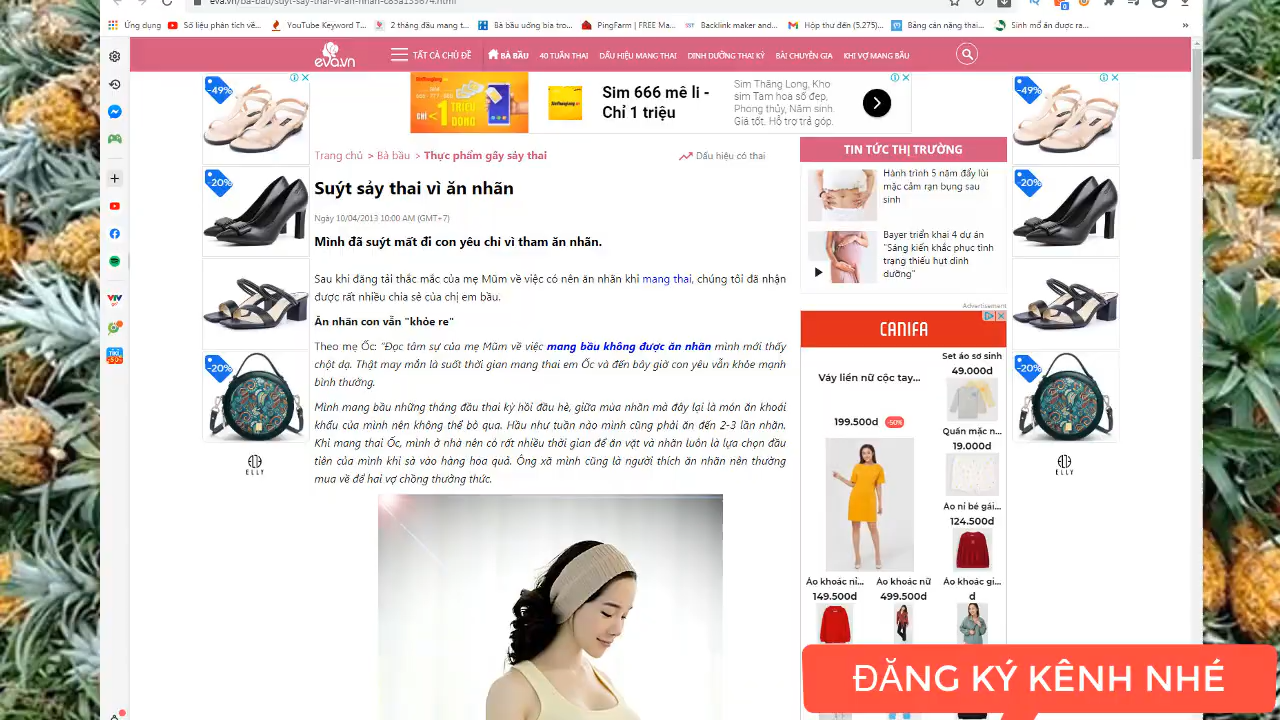 eva.vn/ba-bau/suyt-say-thai-vi-an-nhan-c85a135674.html
Ứng dụng
Số liệu phân tích về...
YouTube Keyword T...
2 tháng đầu mang t...
Bà bầu uống nước...
PingFarm | FREE Ma...
Backlink maker and...
Hộp thư đến (5.275)...
Bảng cân nặng thai...
Sinh mổ ăn được ra...
»
eva.vn
TẤT CẢ CHỦ ĐỀ
BÀ BẦU
40 TUẦN THAI
DẤU HIỆU MANG THAI
DINH DƯỠNG THAI KỲ
BÀI CHUYÊN GIA
KHI VỢ MANG BẦU
-49%
-20%
-20%
ELLY
CHỈ < 1 TRIỆU ĐỒNG
Sim 666 mê li -
Chỉ 1 triệu
Sim Thăng Long, Kho
sim Tam hoa số đẹp,
Phong thủy, Năm sinh.
Giá tốt. Hỗ trợ trả góp.
Trang chủ > Bà bầu > Thực phẩm gây sảy thai
Dấu hiệu có thai
Suýt sảy thai vì ăn nhãn
Ngày 10/04/2013 10:00 AM (GMT+7)
Mình đã suýt mất đi con yêu chỉ vì tham ăn nhãn.
Sau khi đăng tải thắc mắc của mẹ Mũm về việc có nên ăn nhãn khi mang thai, chúng tôi đã nhận
được rất nhiều chia sẻ của chị em bầu.
Ăn nhãn con vẫn "khỏe re"
Theo mẹ Ốc: "Đọc tâm sự của mẹ Mũm về việc mang bầu không được ăn nhãn mình mới thấy
chột dạ. Thật may mắn là suốt thời gian mang thai em Ốc và đến bây giờ con yêu vẫn khỏe mạnh
bình thường.
Mình mang bầu những tháng đầu thai kỳ hồi đầu hè, giữa mùa nhãn mà đây lại là món ăn khoái
khẩu của mình nên không thể bỏ qua. Hầu như tuần nào mình cũng phải ăn đến 2-3 lần nhãn.
Khi mang thai Ốc, mình ở nhà nên có rất nhiều thời gian để ăn vặt và nhãn luôn là lựa chọn đầu
tiên của mình khi sà vào hàng hoa quả. Ông xã mình cũng là người thích ăn nhãn nên thường
mua về để hai vợ chồng thưởng thức.
TIN TỨC THỊ TRƯỜNG
Hành trình 5 năm đẩy lùi
mặc cảm rạn bụng sau
sinh
Bayer triển khai 4 dự án
"Sáng kiến khắc phục tình
trạng thiếu hụt dinh
dưỡng"
Advertisement
CANIFA
Váy liền nữ cộc tay...
199.500đ
-50%
Set áo sơ sinh
49.000đ
Quần mặc n...
19.000đ
Áo nỉ bé gái...
124.500đ
Áo khoác nỉ...
149.500đ
Áo khoác nữ
499.500đ
Áo khoác gi...
đ
-49%
-20%
-20%
ELLY
VTV
TIKI
ĐĂNG KÝ KÊNH NHÉ